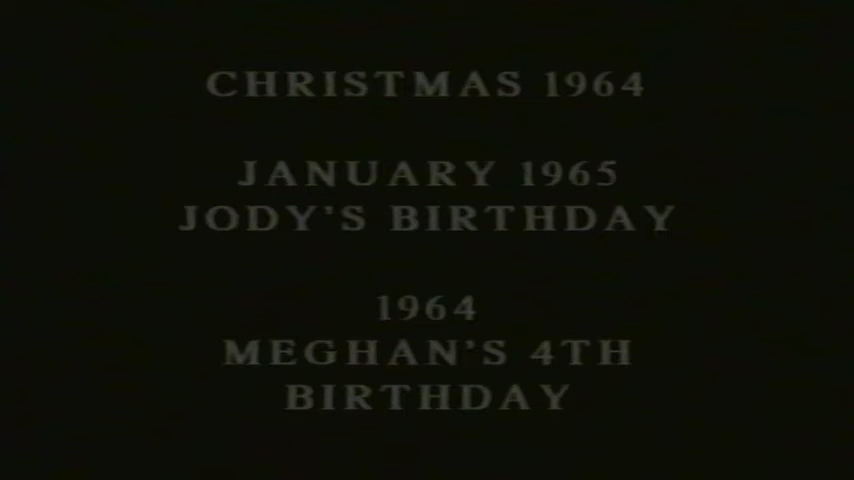 CHRISTMAS 1964
JANUARY 1965
JODY'S BIRTHDAY
1964
MEGHAN'S 4TH
BIRTHDAY